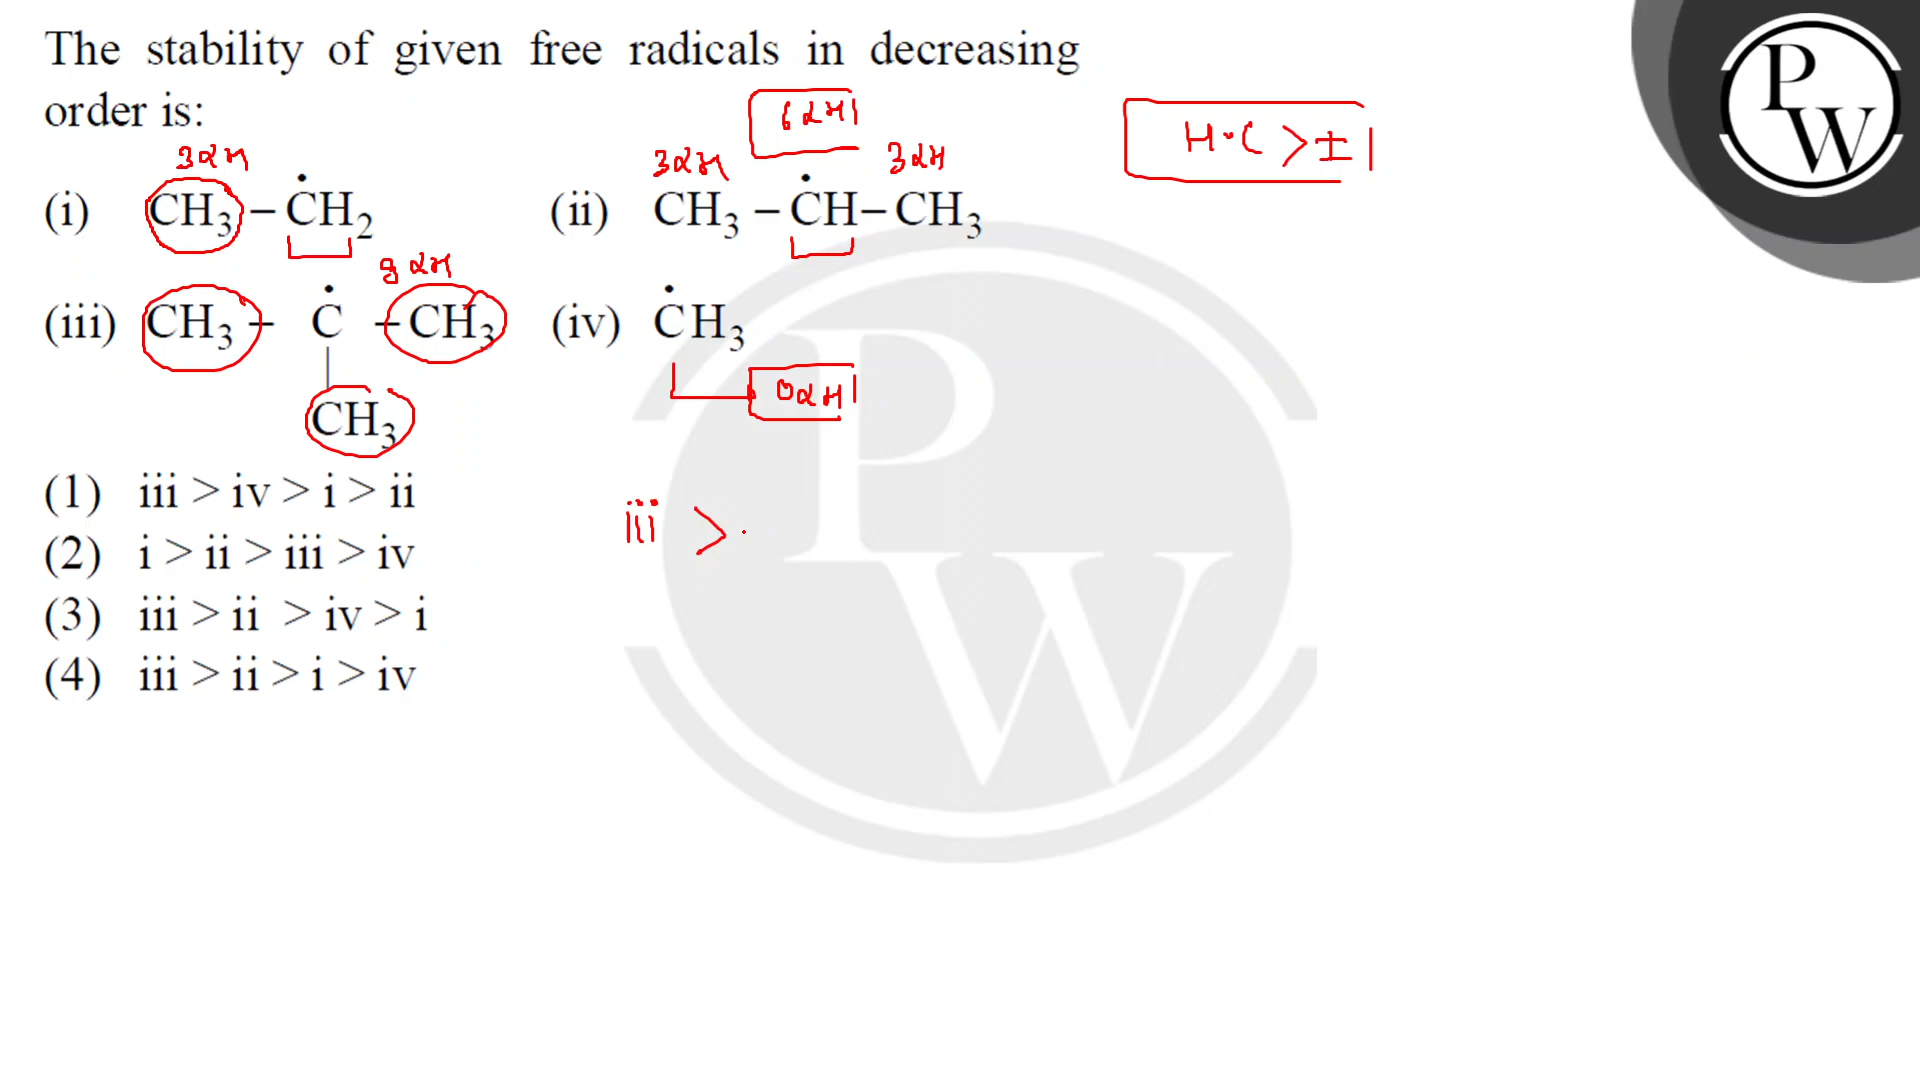 The stability of given free radicals in decreasing
order is:
6αH
H·C > ± I
3αH 3αH 3αH
(i) CH₃ – ĊH₂ (ii) CH₃ – ĊH – CH₃
9αH
(iii) CH₃ – Ċ – CH₃ (iv) ĊH₃
|
CH₃
0αH
(1) iii > iv > i > ii
(2) i > ii > iii > iv
(3) iii > ii > iv > i
(4) iii > ii > i > iv
iii >
P
W
P
W